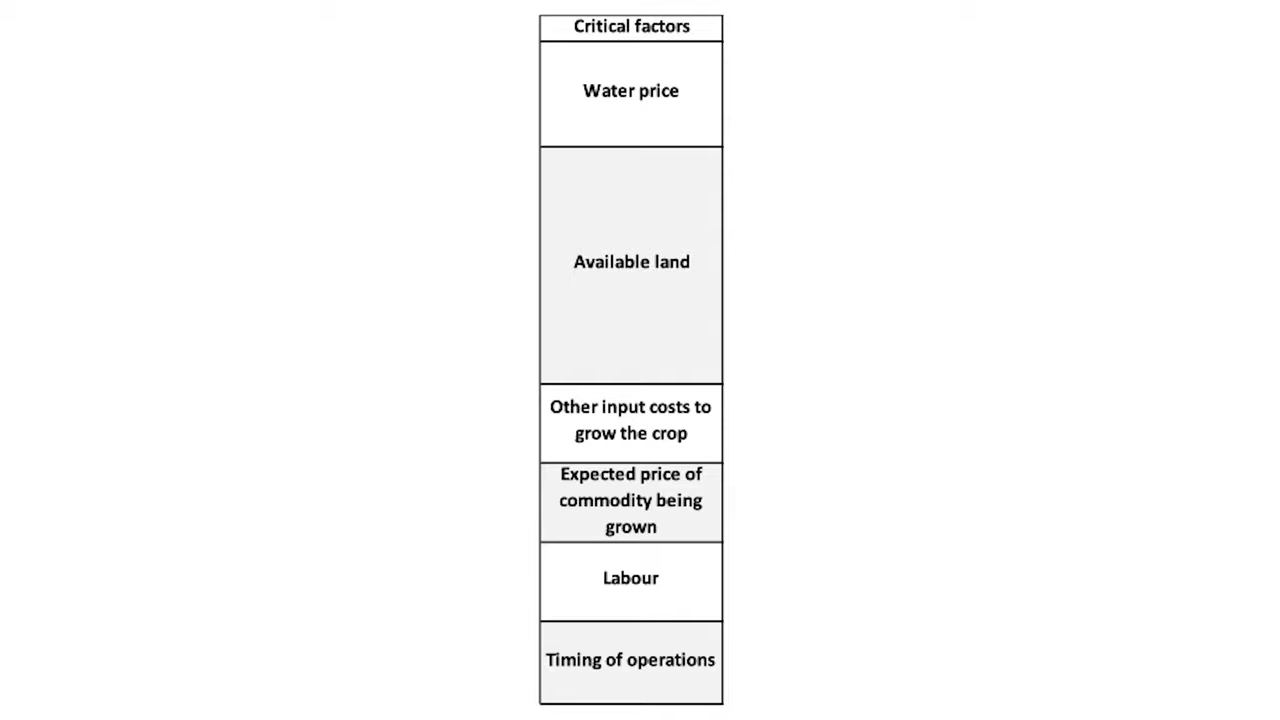 Critical factors
Water price
Available land
Other input costs to
grow the crop
Expected price of
commodity being
grown
Labour
Timing of operations